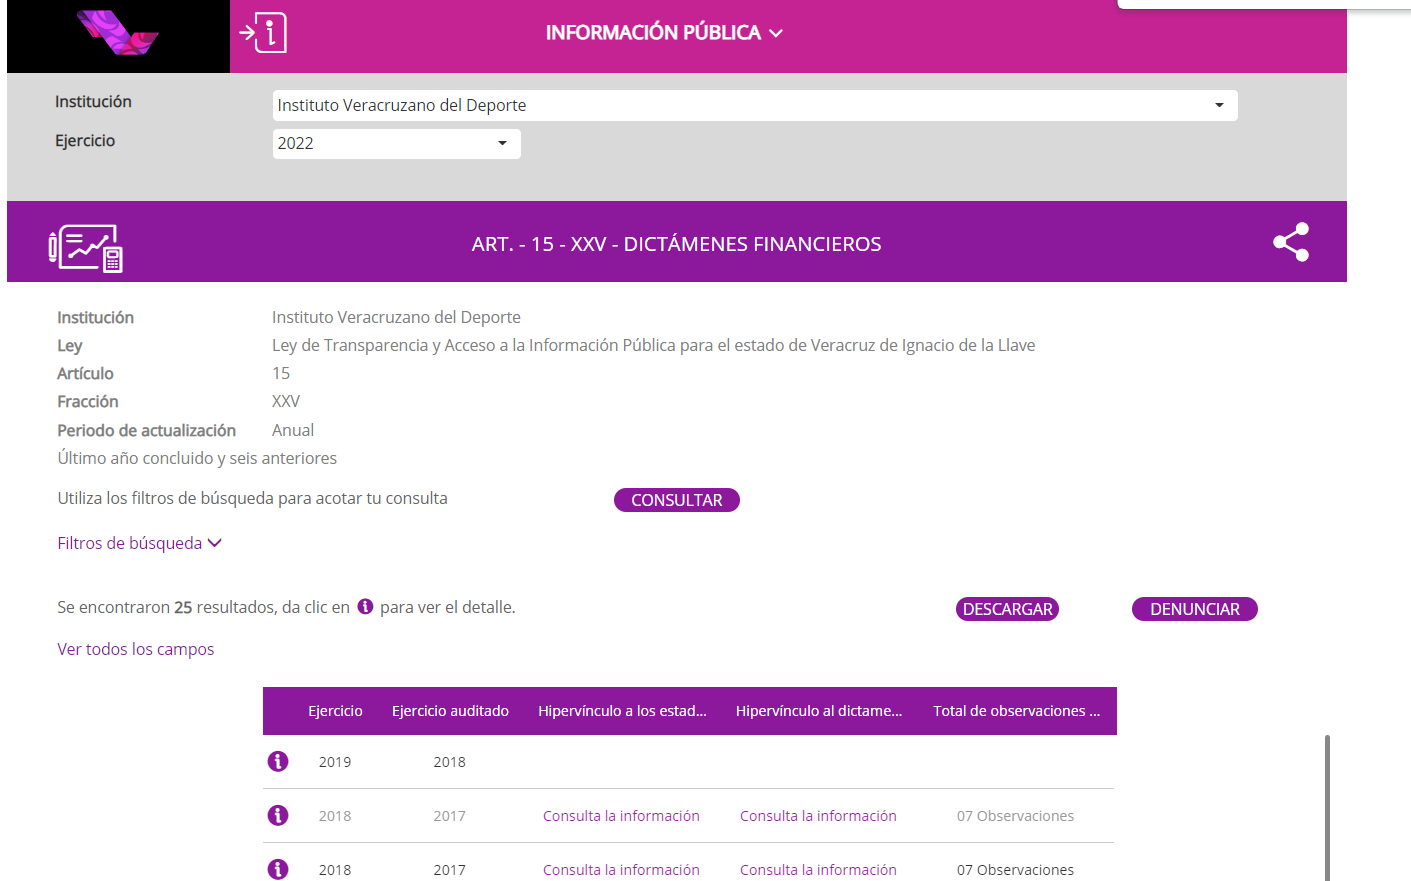 INFORMACIÓN PÚBLICA
Institución
Instituto Veracruzano del Deporte
Ejercicio
2022
ART. - 15 - XXV - DICTÁMENES FINANCIEROS
Institución Instituto Veracruzano del Deporte
Ley Ley de Transparencia y Acceso a la Información Pública para el estado de Veracruz de Ignacio de la Llave
Artículo 15
Fracción XXV
Periodo de actualización Anual
Último año concluido y seis anteriores
Utiliza los filtros de búsqueda para acotar tu consulta CONSULTAR
Filtros de búsqueda
Se encontraron 25 resultados, da clic en i para ver el detalle. DESCARGAR DENUNCIAR
Ver todos los campos
Ejercicio Ejercicio auditado Hipervínculo a los estad... Hipervínculo al dictame... Total de observaciones ...
2019 2018
2018 2017 Consulta la información Consulta la información 07 Observaciones
2018 2017 Consulta la información Consulta la información 07 Observaciones